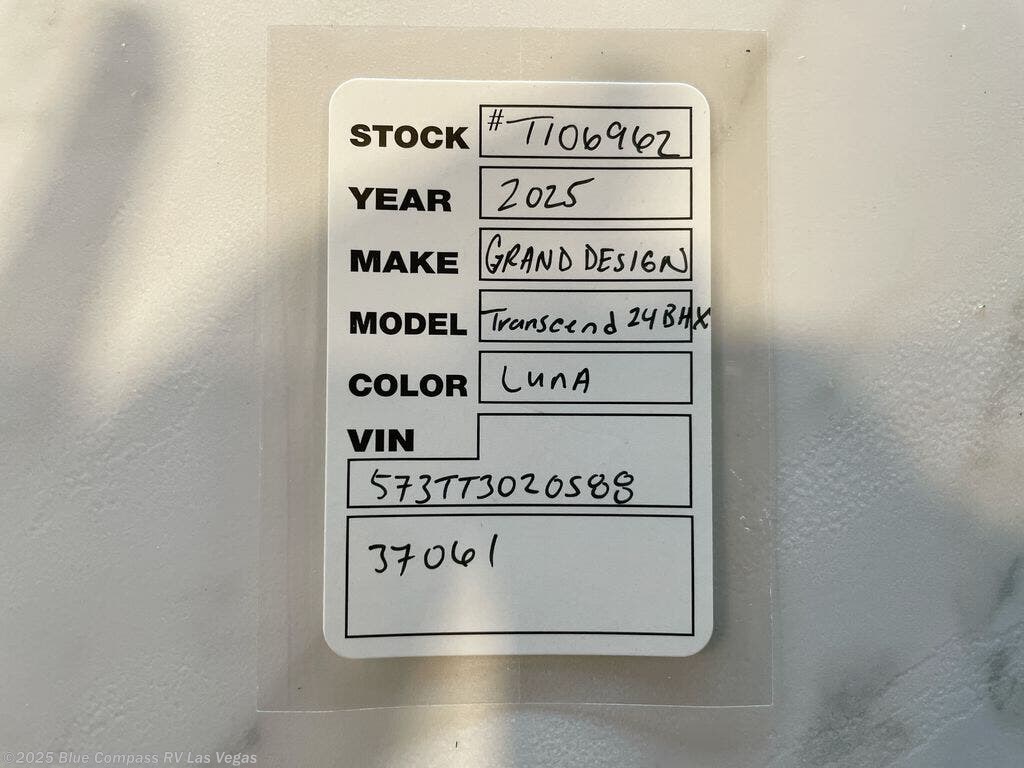 STOCK #T106962
YEAR 2025
MAKE GRAND DESIGN
MODEL Transcend 24BHX
COLOR LUNA
VIN
573TT3020S88
37061
©2025 Blue Compass RV Las Vegas